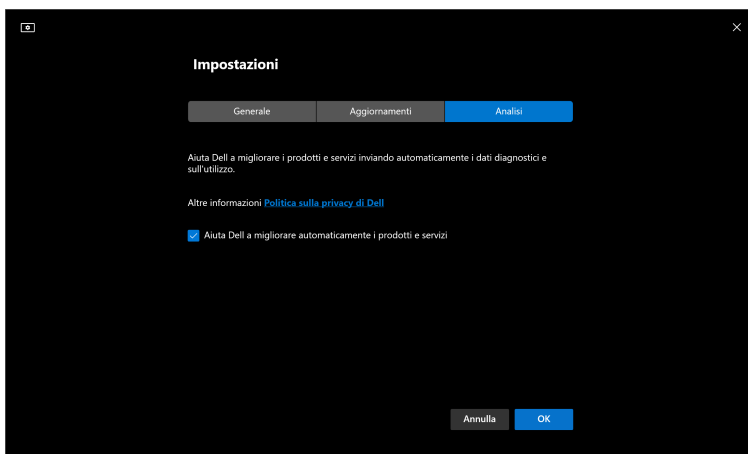 Impostazioni
Generale
Aggiornamenti
Analisi
Aiuta Dell a migliorare i prodotti e servizi inviando automaticamente i dati diagnostici e
sull'utilizzo.
Altre informazioni Politica sulla privacy di Dell
Aiuta Dell a migliorare automaticamente i prodotti e servizi
Annulla
OK